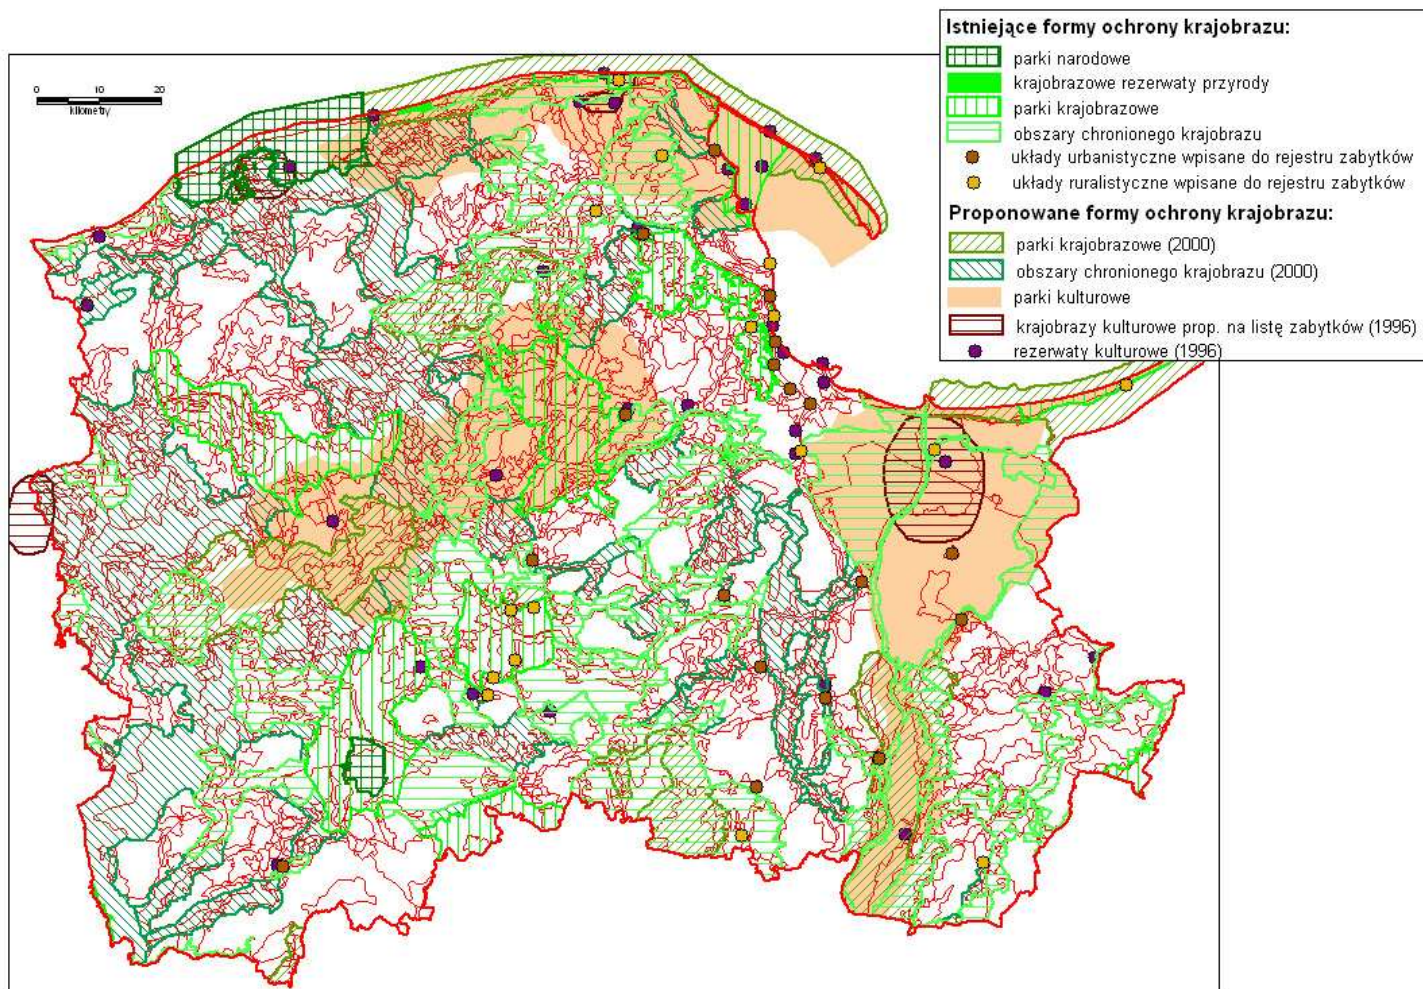 Istniejące formy ochrony krajobrazu:
parki narodowe
krajobrazowe rezerwaty przyrody
parki krajobrazowe
obszary chronionego krajobrazu
układy urbanistyczne wpisane do rejestru zabytków
układy ruralistyczne wpisane do rejestru zabytków
Proponowane formy ochrony krajobrazu:
parki krajobrazowe (2000)
obszary chronionego krajobrazu (2000)
parki kulturowe
krajobrazy kulturowe prop. na listę zabytków (1996)
rezerwaty kulturowe (1996)
0 10 20
kilometry